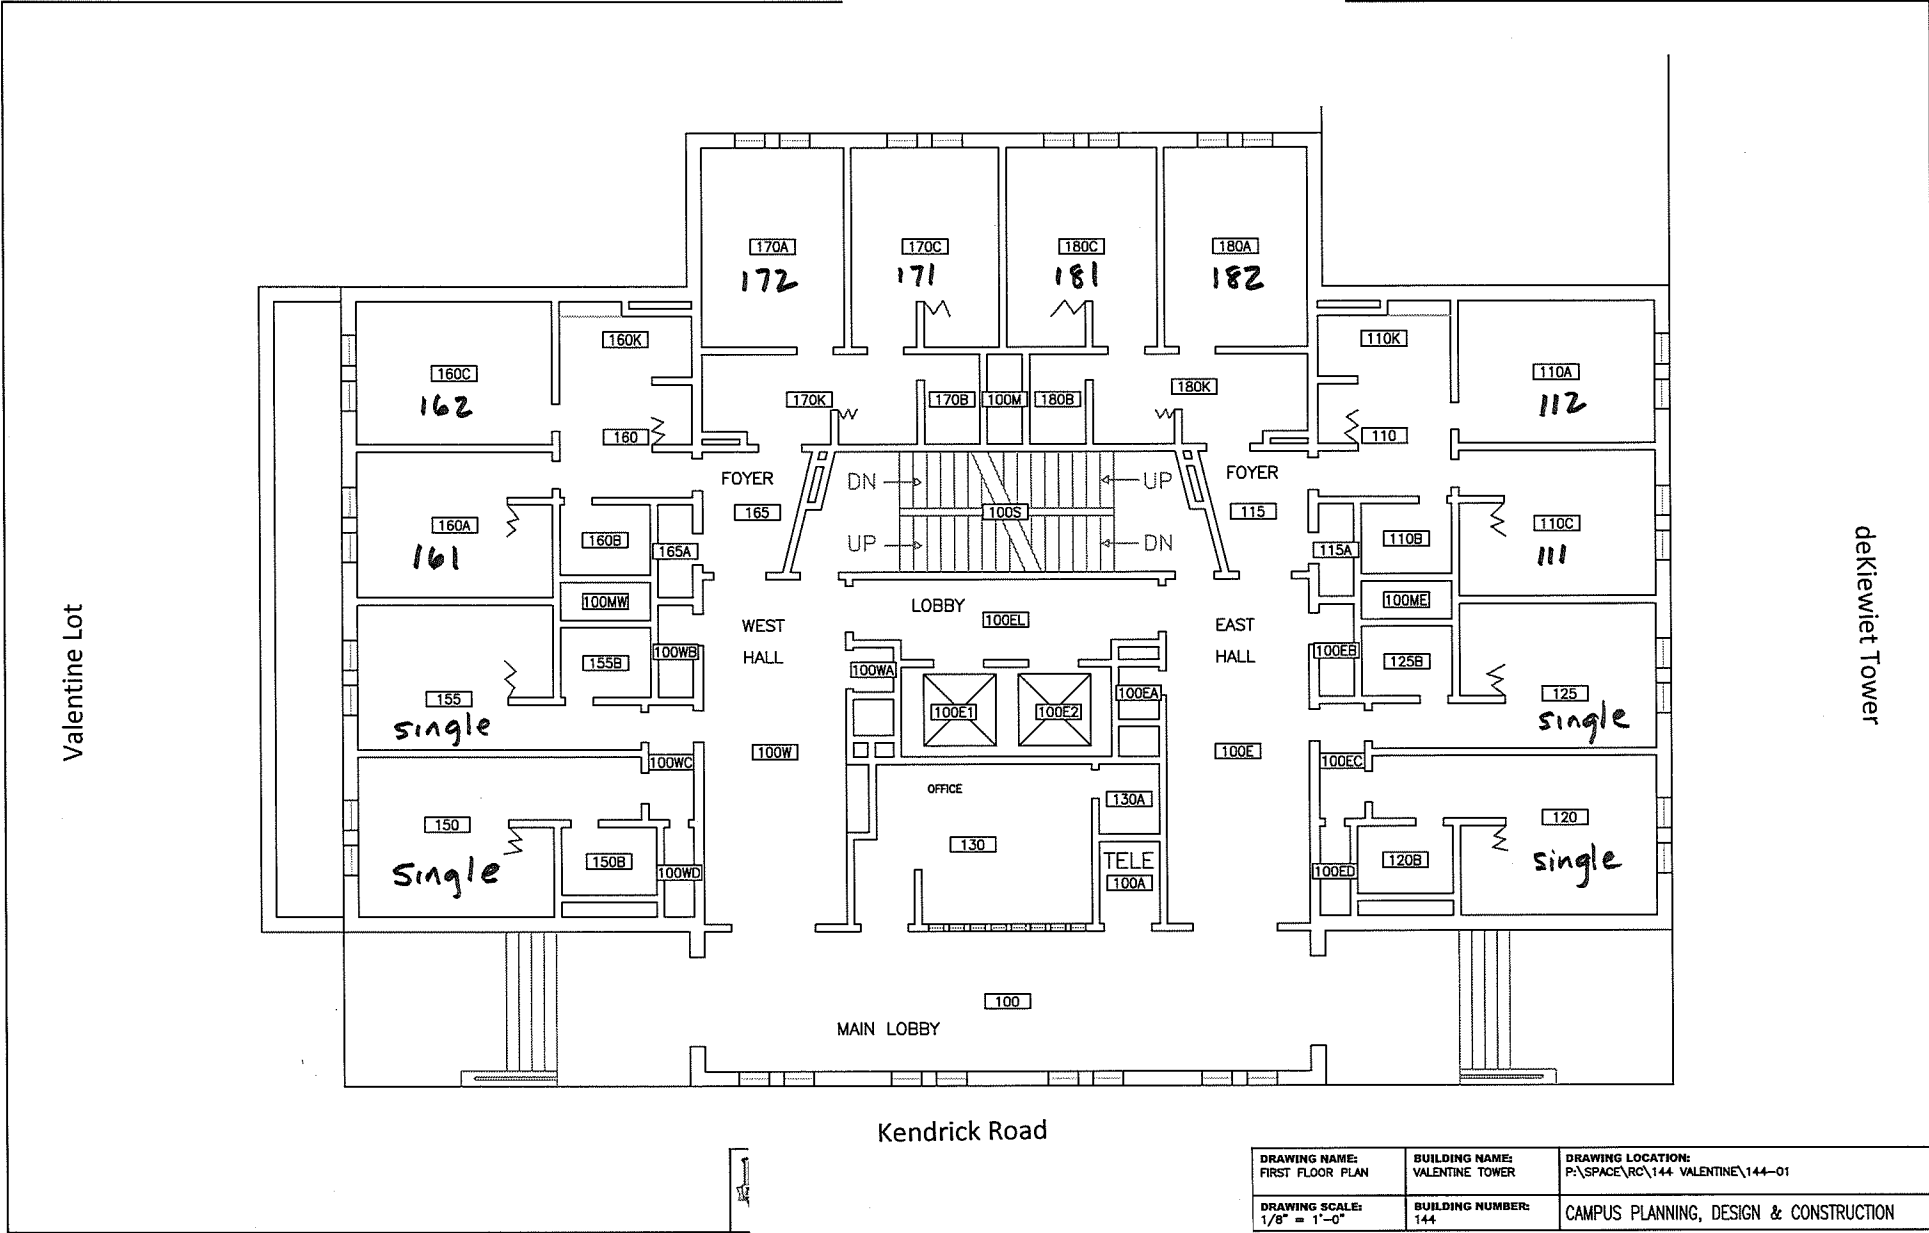 170A
172
170C
171
180C
181
180A
182
160K
110K
160C
162
110A
112
170K
170B
100M
180B
180K
160
110
FOYER
165
DN
UP
100S
UP
DN
FOYER
115
160A
161
160B
165A
115A
110B
110C
111
100MW
100ME
LOBBY
100EL
WEST
HALL
EAST
HALL
155
single
155B
100WB
100WA
100E1
100E2
100EA
100EB
125B
125
single
100W
100E
100WC
100EC
OFFICE
130
130A
TELE
100A
150
single
150B
100WD
100ED
120B
120
single
100
MAIN LOBBY
Valentine Lot
deKiewiet Tower
Kendrick Road
DRAWING NAME:
FIRST FLOOR PLAN
BUILDING NAME:
VALENTINE TOWER
DRAWING LOCATION:
P:\SPACE\RC\144 VALENTINE\144-01
DRAWING SCALE:
1/8" = 1'-0"
BUILDING NUMBER:
144
CAMPUS PLANNING, DESIGN & CONSTRUCTION